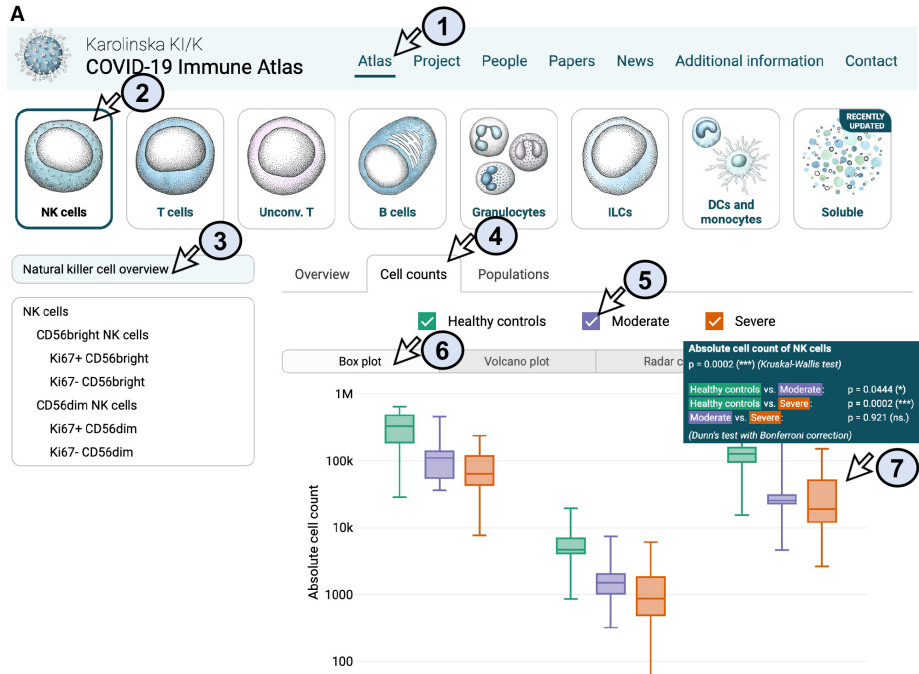 A
1
Karolinska KI/K
COVID-19 Immune Atlas
Atlas Project People Papers News Additional information Contact
2
RECENTLY
UPDATED
NK cells T cells Unconv. T B cells Granulocytes ILCs DCs and monocytes Soluble
3
4
Natural killer cell overview
Overview Cell counts Populations
5
NK cells
CD56bright NK cells
Ki67+ CD56bright
Ki67- CD56bright
CD56dim NK cells
Ki67+ CD56dim
Ki67- CD56dim
Healthy controls Moderate Severe
6
Box plot Volcano plot Radar c
Absolute cell count of NK cells
p = 0.0002 (***) (Kruskal-Wallis test)
Healthy controls vs. Moderate: p = 0.0444 (*)
Healthy controls vs. Severe: p = 0.0002 (***)
Moderate vs. Severe: p = 0.921 (ns.)
(Dunn's test with Bonferroni correction)
7
Absolute cell count
1M
100k
10k
1000
100